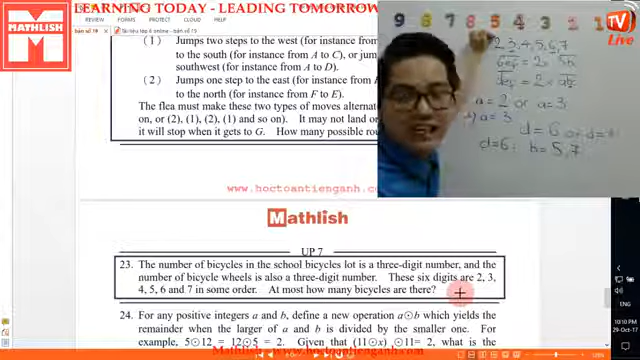 LEARNING TODAY - LEADING TOMORROW
9 8 7 6 5 4 3 2 1
TV Live
REVIEW FORMS PROTECT SHARE CONNECT
(1) Jumps two steps to the west (for instance from
to the south (for instance from A to D), or jum
southwest (for instance from A to C)
(2) Jumps one step to the east (for instance from
to the north (for instance from F to E)
The flea must make these two types of moves alternate
or (2), (1), (2), (1) and so on). It may not land or
it will stop when it gets to G. How many possible rou
2, 3, 4, 5, 6, 7
a = 2 or a = 3
a = 3
d = 6
d=6: b = 5, 7
www.hoctoantienganh.com
Mathlish
UP 7
23. The number of bicycles in the school bicycles lot is a three-digit number, and the
number of bicycle wheels is also a three-digit number. These six digits are 2, 3,
4, 5, 6 and 7 in some order. At most how many bicycles are there?
24. For any positive integers a and b, define a new operation a⊙b which yields the
remainder when the larger of a and b is divided by the smaller one. For
example, 5⊙12 = 12⊙5 = 2. Given that (11⊙x) ⊙11= 2, what is the
Mathlish - www.hoctoantienganh.com
10:10 PM
29-Oct-17